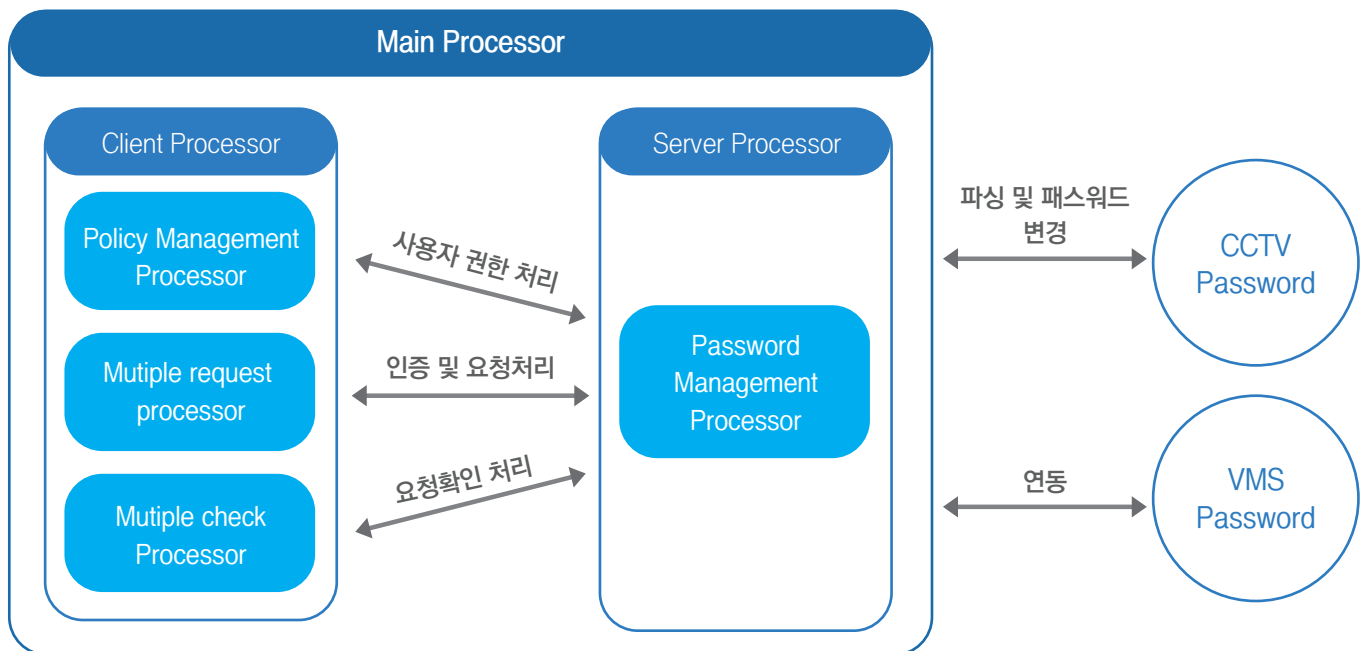 Main Processor
Client Processor
Policy Management
Processor
Mutiple request
processor
Mutiple check
Processor
사용자 권한 처리
인증 및 요청처리
요청확인 처리
Server Processor
Password
Management
Processor
파싱 및 패스워드
변경
연동
CCTV
Password
VMS
Password